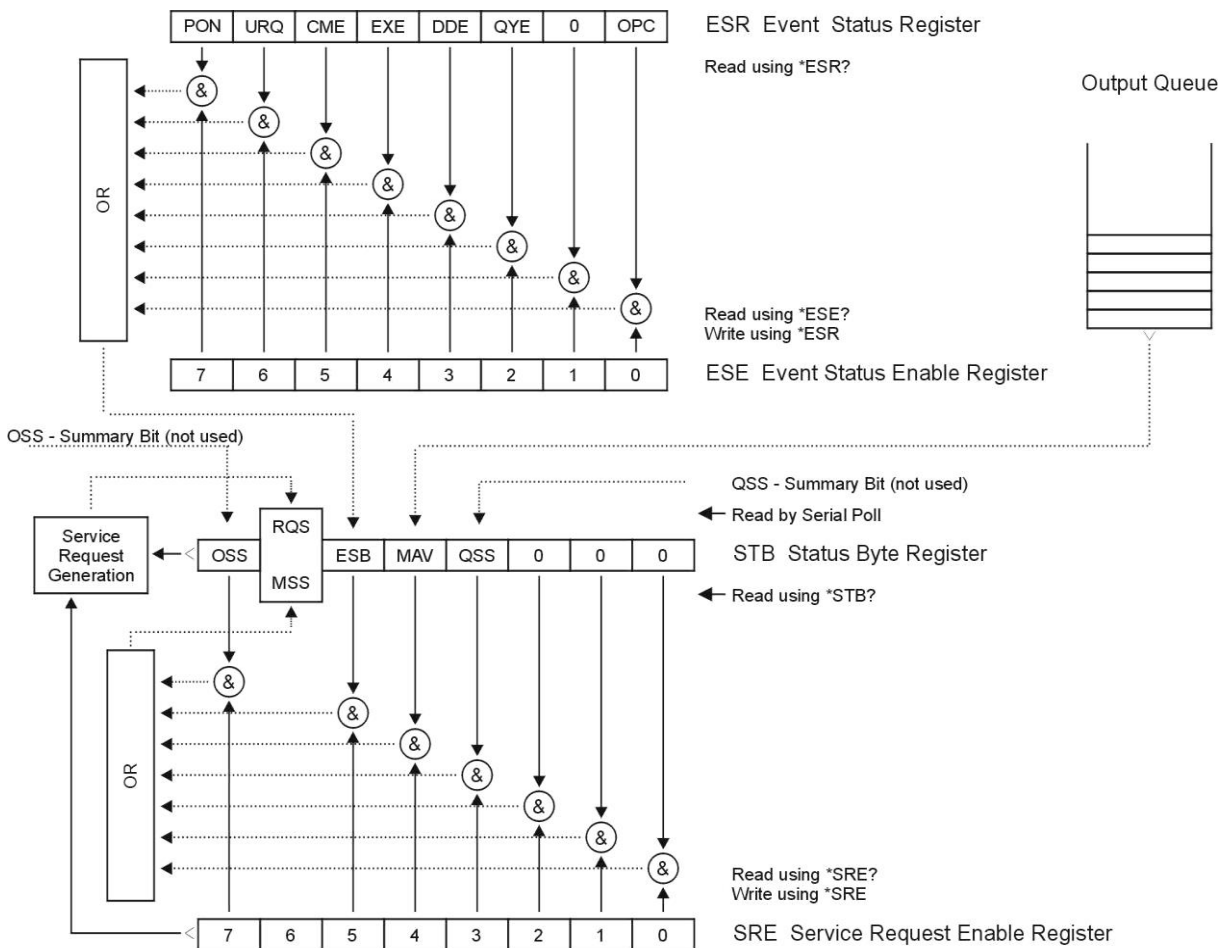 PON URQ CME EXE DDE QYE 0 OPC
ESR Event Status Register
Read using *ESR?
Output Queue
&
&
&
&
&
&
&
&
OR
Read using *ESE?
Write using *ESR
7 6 5 4 3 2 1 0
ESE Event Status Enable Register
OSS - Summary Bit (not used)
QSS - Summary Bit (not used)
Read by Serial Poll
Service
Request
Generation
RQS
OSS ESB MAV QSS 0 0 0
STB Status Byte Register
MSS
Read using *STB?
&
&
&
&
&
&
&
OR
Read using *SRE?
Write using *SRE
7 6 5 4 3 2 1 0
SRE Service Request Enable Register